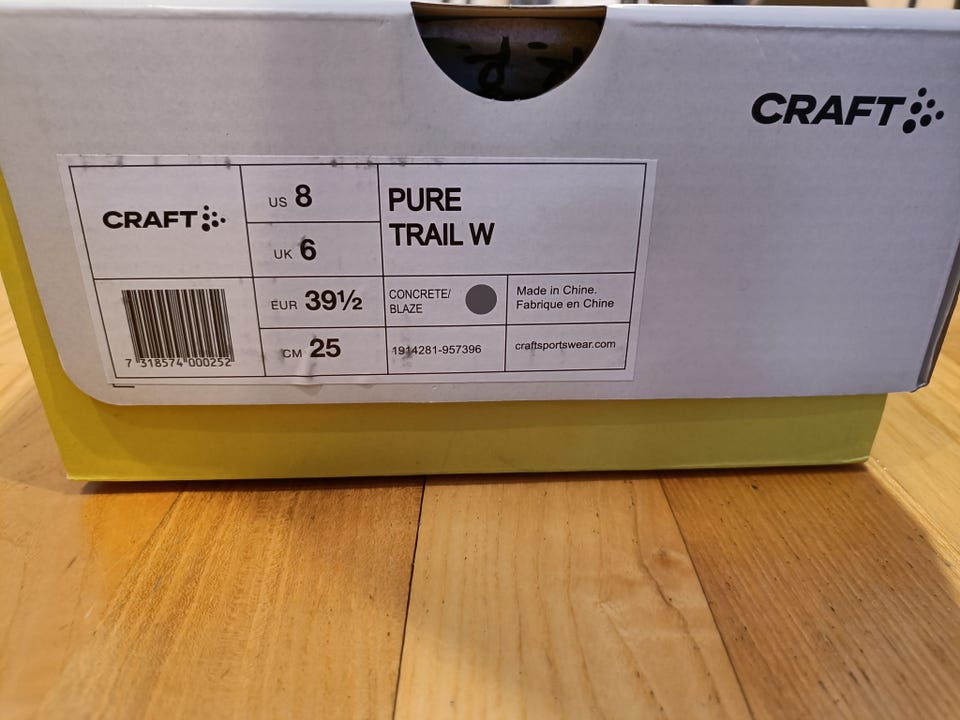 CRAFT
CRAFT
US 8
UK 6
EUR 39½
CM 25
PURE
TRAIL W
CONCRETE/
BLAZE
Made in China.
Fabrique en Chine
1914281-957396
craftsportswear.com
7 318574 000252